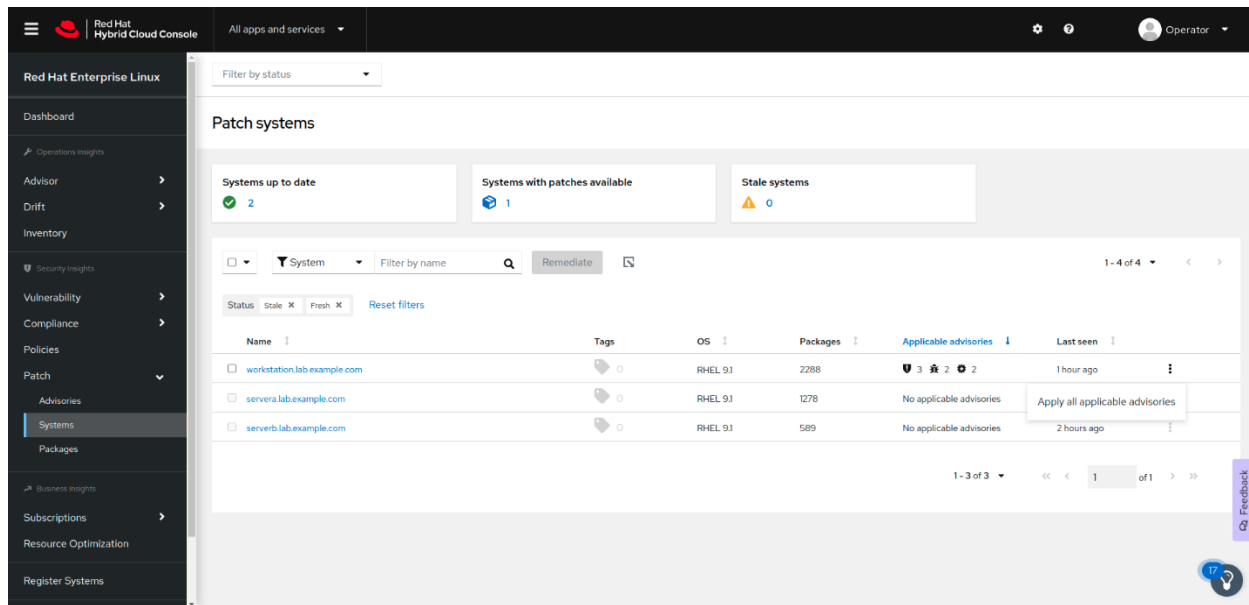 Red Hat
Hybrid Cloud Console
All apps and services
Operator
Red Hat Enterprise Linux
Dashboard
Operations Insights
Advisor
Drift
Inventory
Security Insights
Vulnerability
Compliance
Policies
Patch
Advisories
Systems
Packages
Business Insights
Subscriptions
Resource Optimization
Register Systems
Filter by status
Patch systems
Systems up to date
2
Systems with patches available
1
Stale systems
0
System Filter by name Remediate 1 - 4 of 4
Status Stale Fresh Reset filters
Name Tags OS Packages Applicable advisories Last seen
workstation.lab.example.com 0 RHEL 9.1 2288 3 2 2 1 hour ago
servera.lab.example.com 0 RHEL 9.1 1278 No applicable advisories
Apply all applicable advisories
serverb.lab.example.com 0 RHEL 9.1 589 No applicable advisories 2 hours ago
1 - 3 of 3 1 of 1
Feedback
17